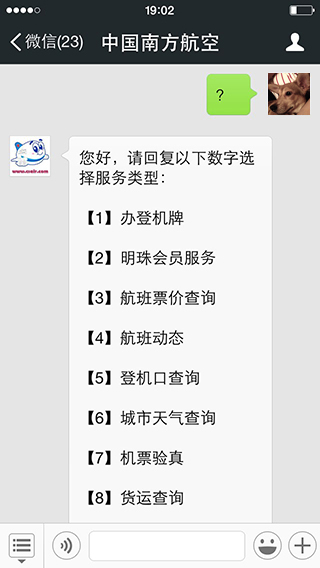 19:02
微信(23)
中国南方航空
?
您好，请回复以下数字选
择服务类型：
【1】办登机牌
【2】明珠会员服务
【3】航班票价查询
【4】航班动态
【5】登机口查询
【6】城市天气查询
【7】机票验真
【8】货运查询